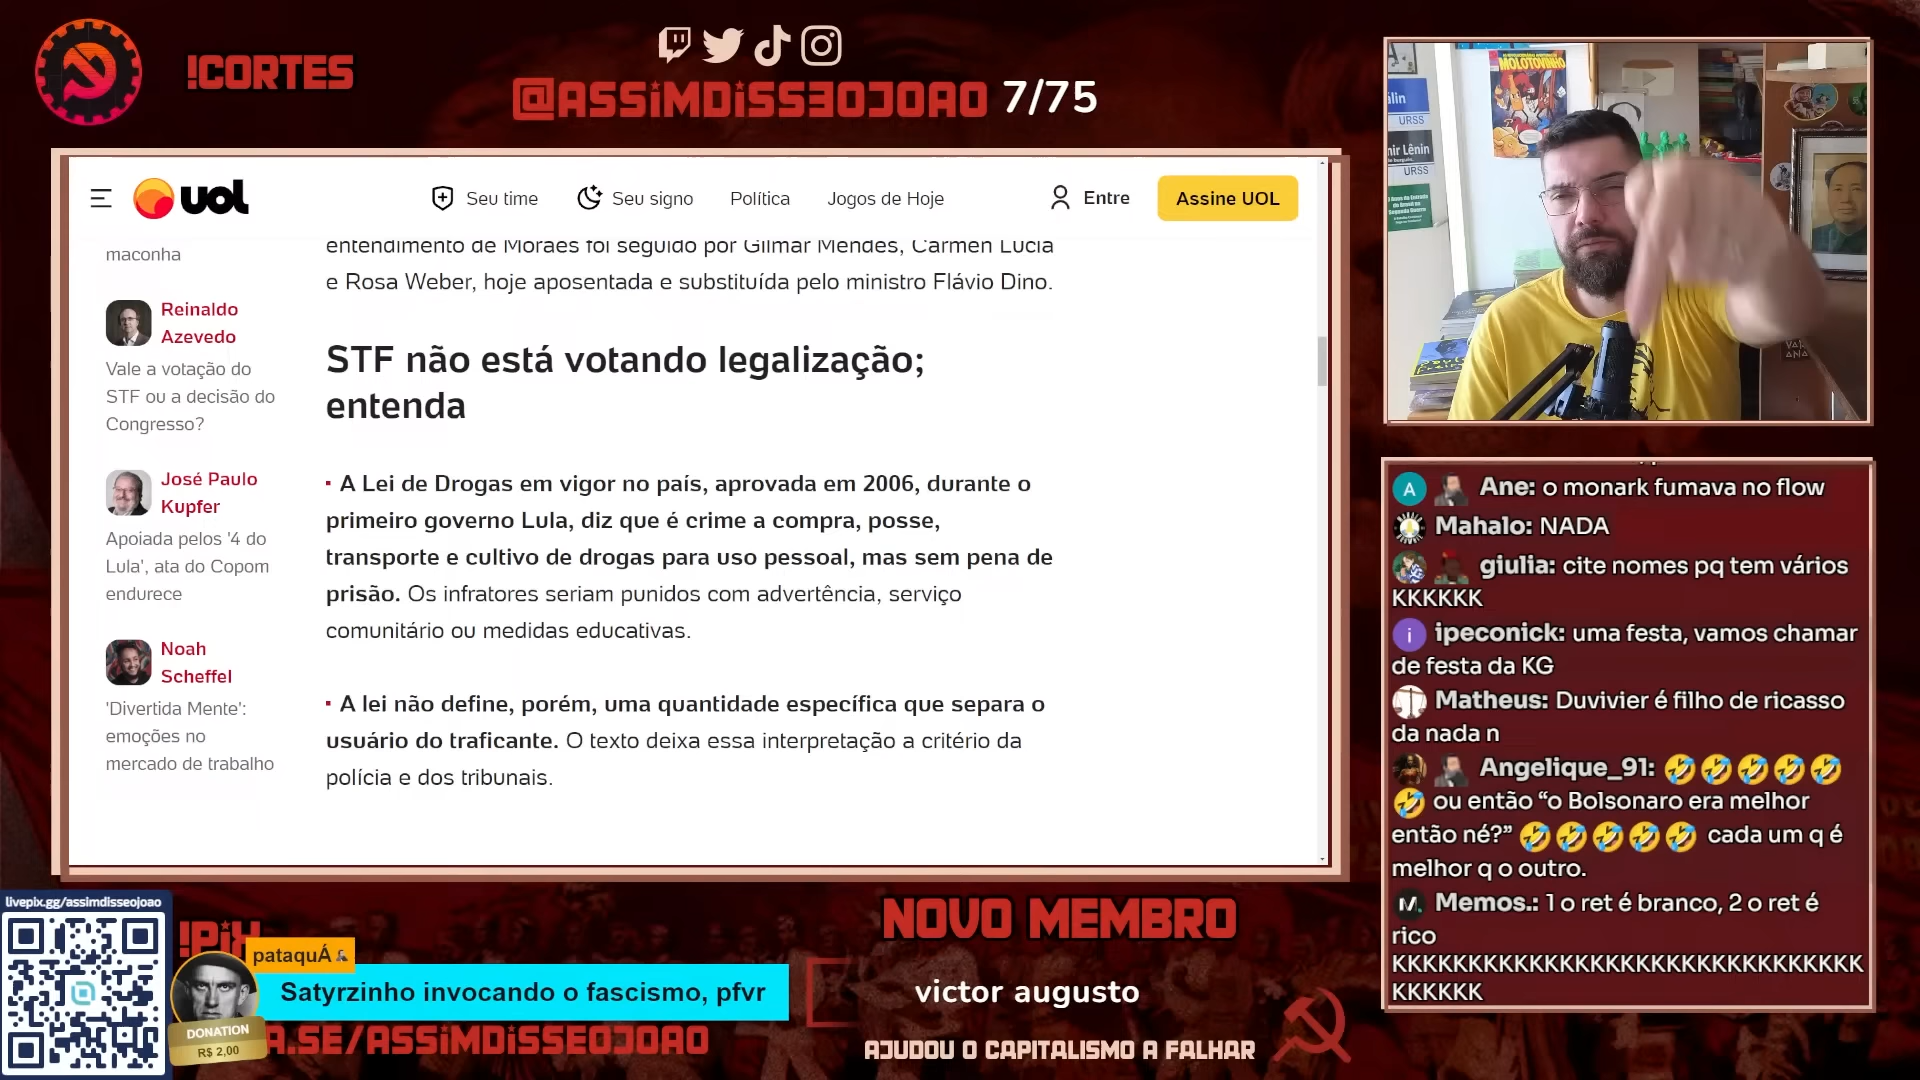 !CORTES
@ASSIMDISSEOJOAO 7/75
uol
Seu time
Seu signo
Política
Jogos de Hoje
Entre
Assine UOL
maconha
Reinaldo
Azevedo
Vale a votação do
STF ou a decisão do
Congresso?
José Paulo
Kupfer
Apoiada pelos '4 do
Lula', ata do Copom
endurece
Noah
Scheffel
'Divertida Mente':
emoções no
mercado de trabalho
entendimento de Moraes foi seguido por Gilmar Mendes, Cármen Lúcia
e Rosa Weber, hoje aposentada e substituída pelo ministro Flávio Dino.
STF não está votando legalização;
entenda
A Lei de Drogas em vigor no país, aprovada em 2006, durante o
primeiro governo Lula, diz que é crime a compra, posse,
transporte e cultivo de drogas para uso pessoal, mas sem pena de
prisão. Os infratores seriam punidos com advertência, serviço
comunitário ou medidas educativas.
A lei não define, porém, uma quantidade específica que separa o
usuário do traficante. O texto deixa essa interpretação a critério da
polícia e dos tribunais.
MOLOTOVINHO
URSS
Lênin
URSS
A
Ane: o monark fumava no flow
Mahalo: NADA
giulia: cite nomes pq tem vários
KKKKKK
i
ipeconick: uma festa, vamos chamar
de festa da KG
Matheus: Duvivier é filho de ricasso
da nada n
Angelique_91: 🤣🤣🤣🤣🤣
🤣 ou então “o Bolsonaro era melhor
então né?” 🤣🤣🤣🤣🤣 cada um q é
melhor q o outro.
M.
Memos.: 1 o ret é branco, 2 o ret é
rico
KKKKKKKKKKKKKKKKKKKKKKKKKKKKKK
KKKKKK
livepix.gg/assimdisseojoao
!PIX
pataquÁ
Satyrzinho invocando o fascismo, pfvr
DONATION
R$ 2,00
A.SE/ASSIMDISSEOJOAO
NOVO MEMBRO
victor augusto
AJUDOU O CAPITALISMO A FALHAR